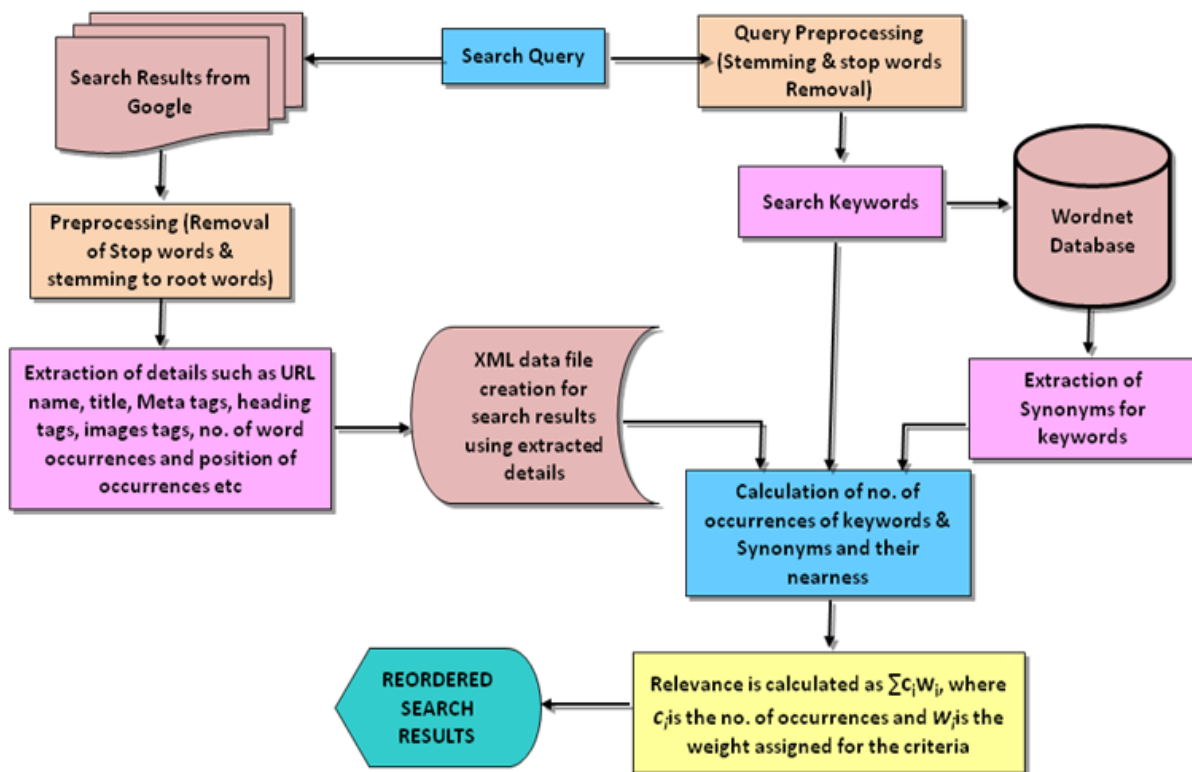 Search Query
Search Results from
Google
Query Preprocessing
(Stemming & stop words
Removal)
Search Keywords
Wordnet
Database
Preprocessing (Removal
of Stop words &
stemming to root words)
Extraction of details such as URL
name, title, Meta tags, heading
tags, images tags, no. of word
occurrences and position of
occurrences etc
XML data file
creation for
search results
using extracted
details
Extraction of
Synonyms for
keywords
Calculation of no. of
occurrences of keywords &
Synonyms and their
nearness
Relevance is calculated as ∑CᵢWᵢ, where
Cᵢ is the no. of occurrences and Wᵢ is the
weight assigned for the criteria
REORDERED
SEARCH
RESULTS